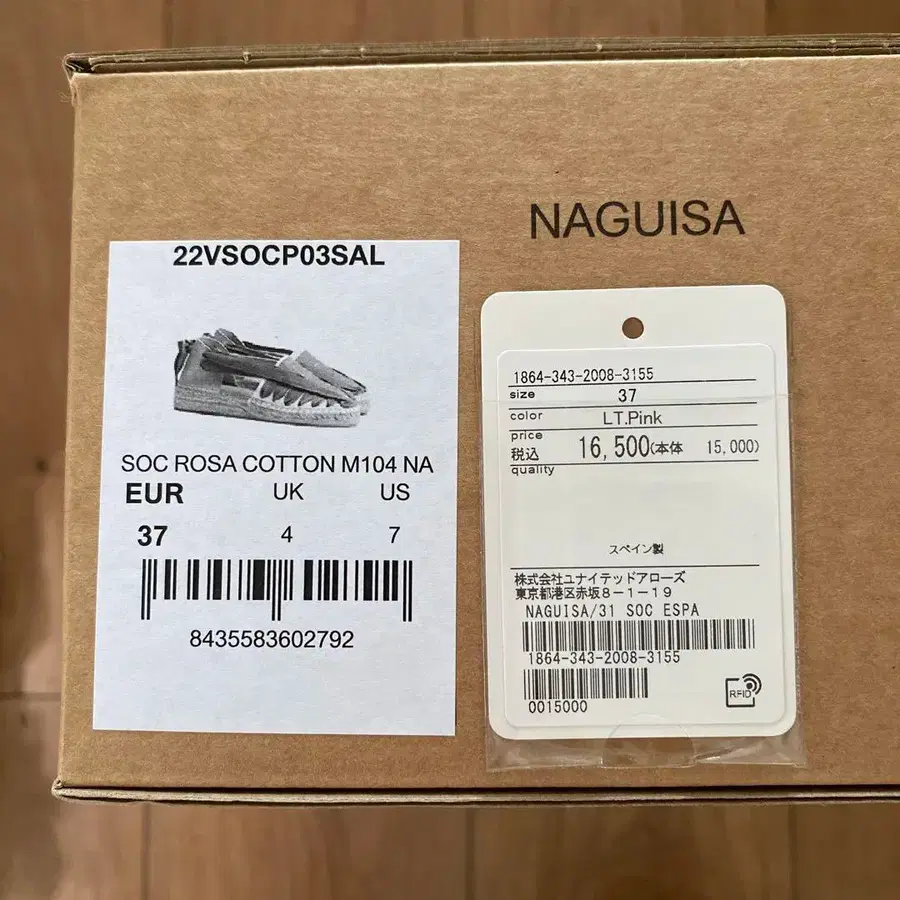 NAGUISA
22VSOCP03SAL
SOC ROSA COTTON M104 NA
EUR UK US
37 4 7
8435583602792
1864-343-2008-3155
size 37
color LT.Pink
price
税込 16,500(本体 15,000)
quality
スペイン製
株式会社ユナイテッドアローズ
東京都港区赤坂8-1-19
NAGUISA/31 SOC ESPA
1864-343-2008-3155
0015000
RFID